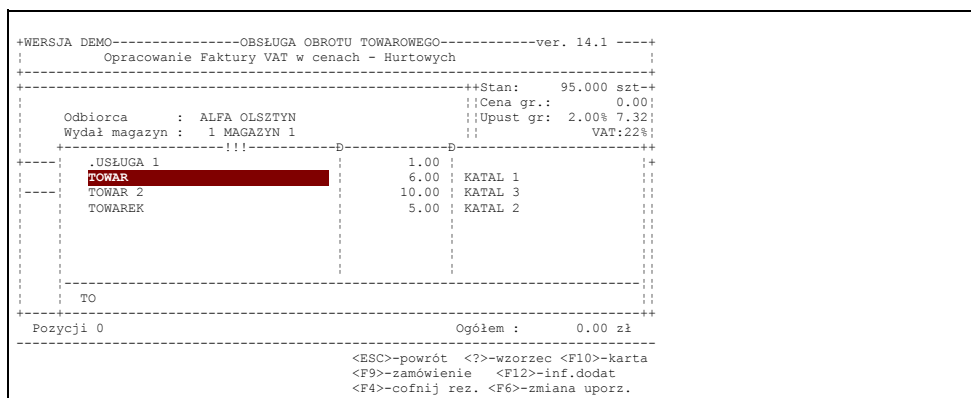 +WERSJA DEMO----------------OBSŁUGA OBROTU TOWAROWEGO------------ver. 14.1 ----+
¦          Opracowanie Faktury VAT w cenach - Hurtowych                        ¦
+------------------------------------------------------------------------------+
+-------------------------------------------------------++Stan:     95.000 szt-+
¦                                                       ¦¦Cena gr.:        0.00¦
¦     Odbiorca      :  ALFA OLSZTYN                     ¦¦Upust gr:  2.00% 7.32¦
¦     Wydał magazyn :   1 MAGAZYN 1                     ¦¦              VAT:22%¦
¦    +--------------------!!!-----------D-------------D-----------------------++
+----¦   .USŁUGA 1                       ¦        1.00 ¦                       ¦+
¦    ¦   TOWAR                           ¦        6.00 ¦ KATAL 1               ¦¦
¦----¦   TOWAR 2                         ¦       10.00 ¦ KATAL 3               ¦¦
¦    ¦   TOWAREK                         ¦        5.00 ¦ KATAL 2               ¦¦
¦    ¦-----------------------------------------------------------------------¦¦
¦    ¦  TO                                                                    ¦¦
+----+------------------------------------------------------------------------++
Pozycji 0                                              Ogółem :       0.00 zł
--------------------------------------------------------------------------------
<ESC>-powrót  <?>-wzorzec <F10>-karta
<F9>-zamówienie   <F12>-inf.dodat
<F4>-cofnij rez. <F6>-zmiana uporz.